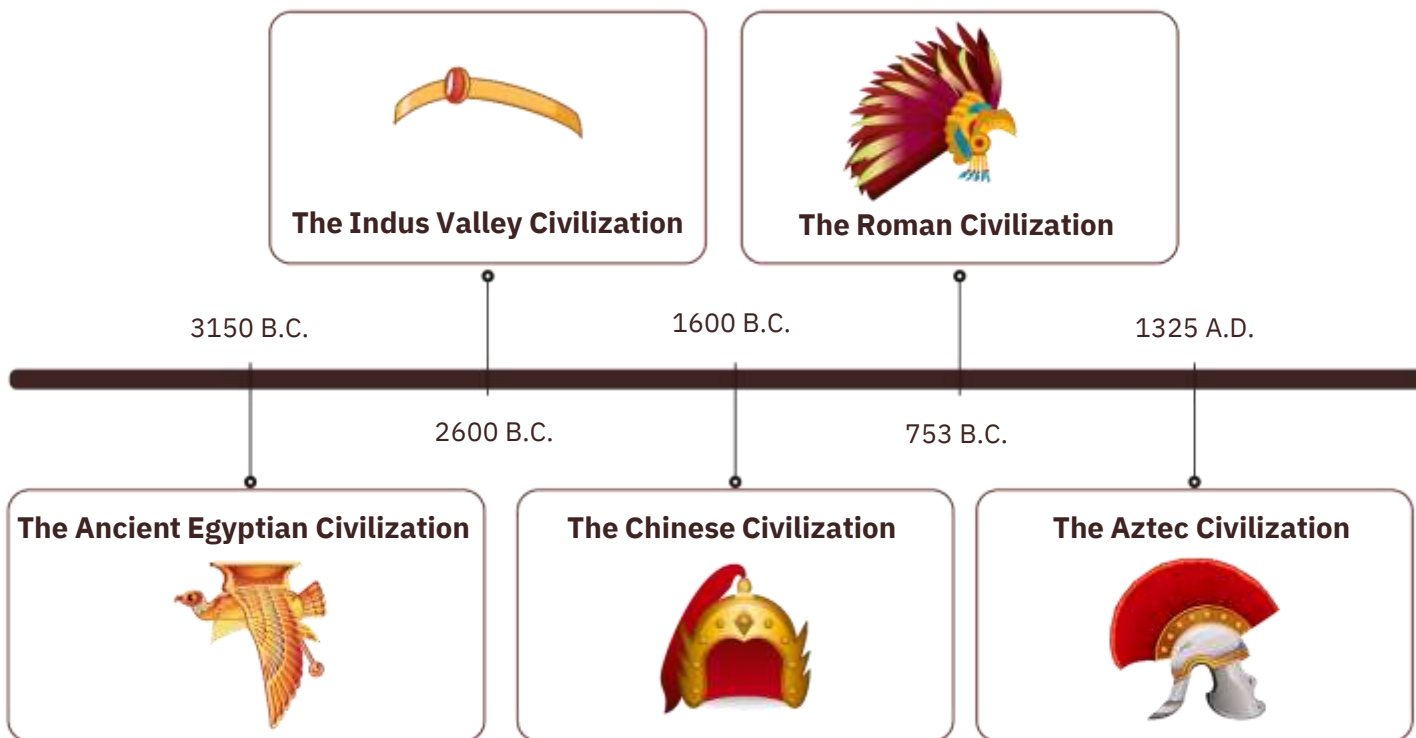 The Indus Valley Civilization
The Roman Civilization
3150 B.C.
1600 B.C.
1325 A.D.
2600 B.C.
753 B.C.
The Ancient Egyptian Civilization
The Chinese Civilization
The Aztec Civilization